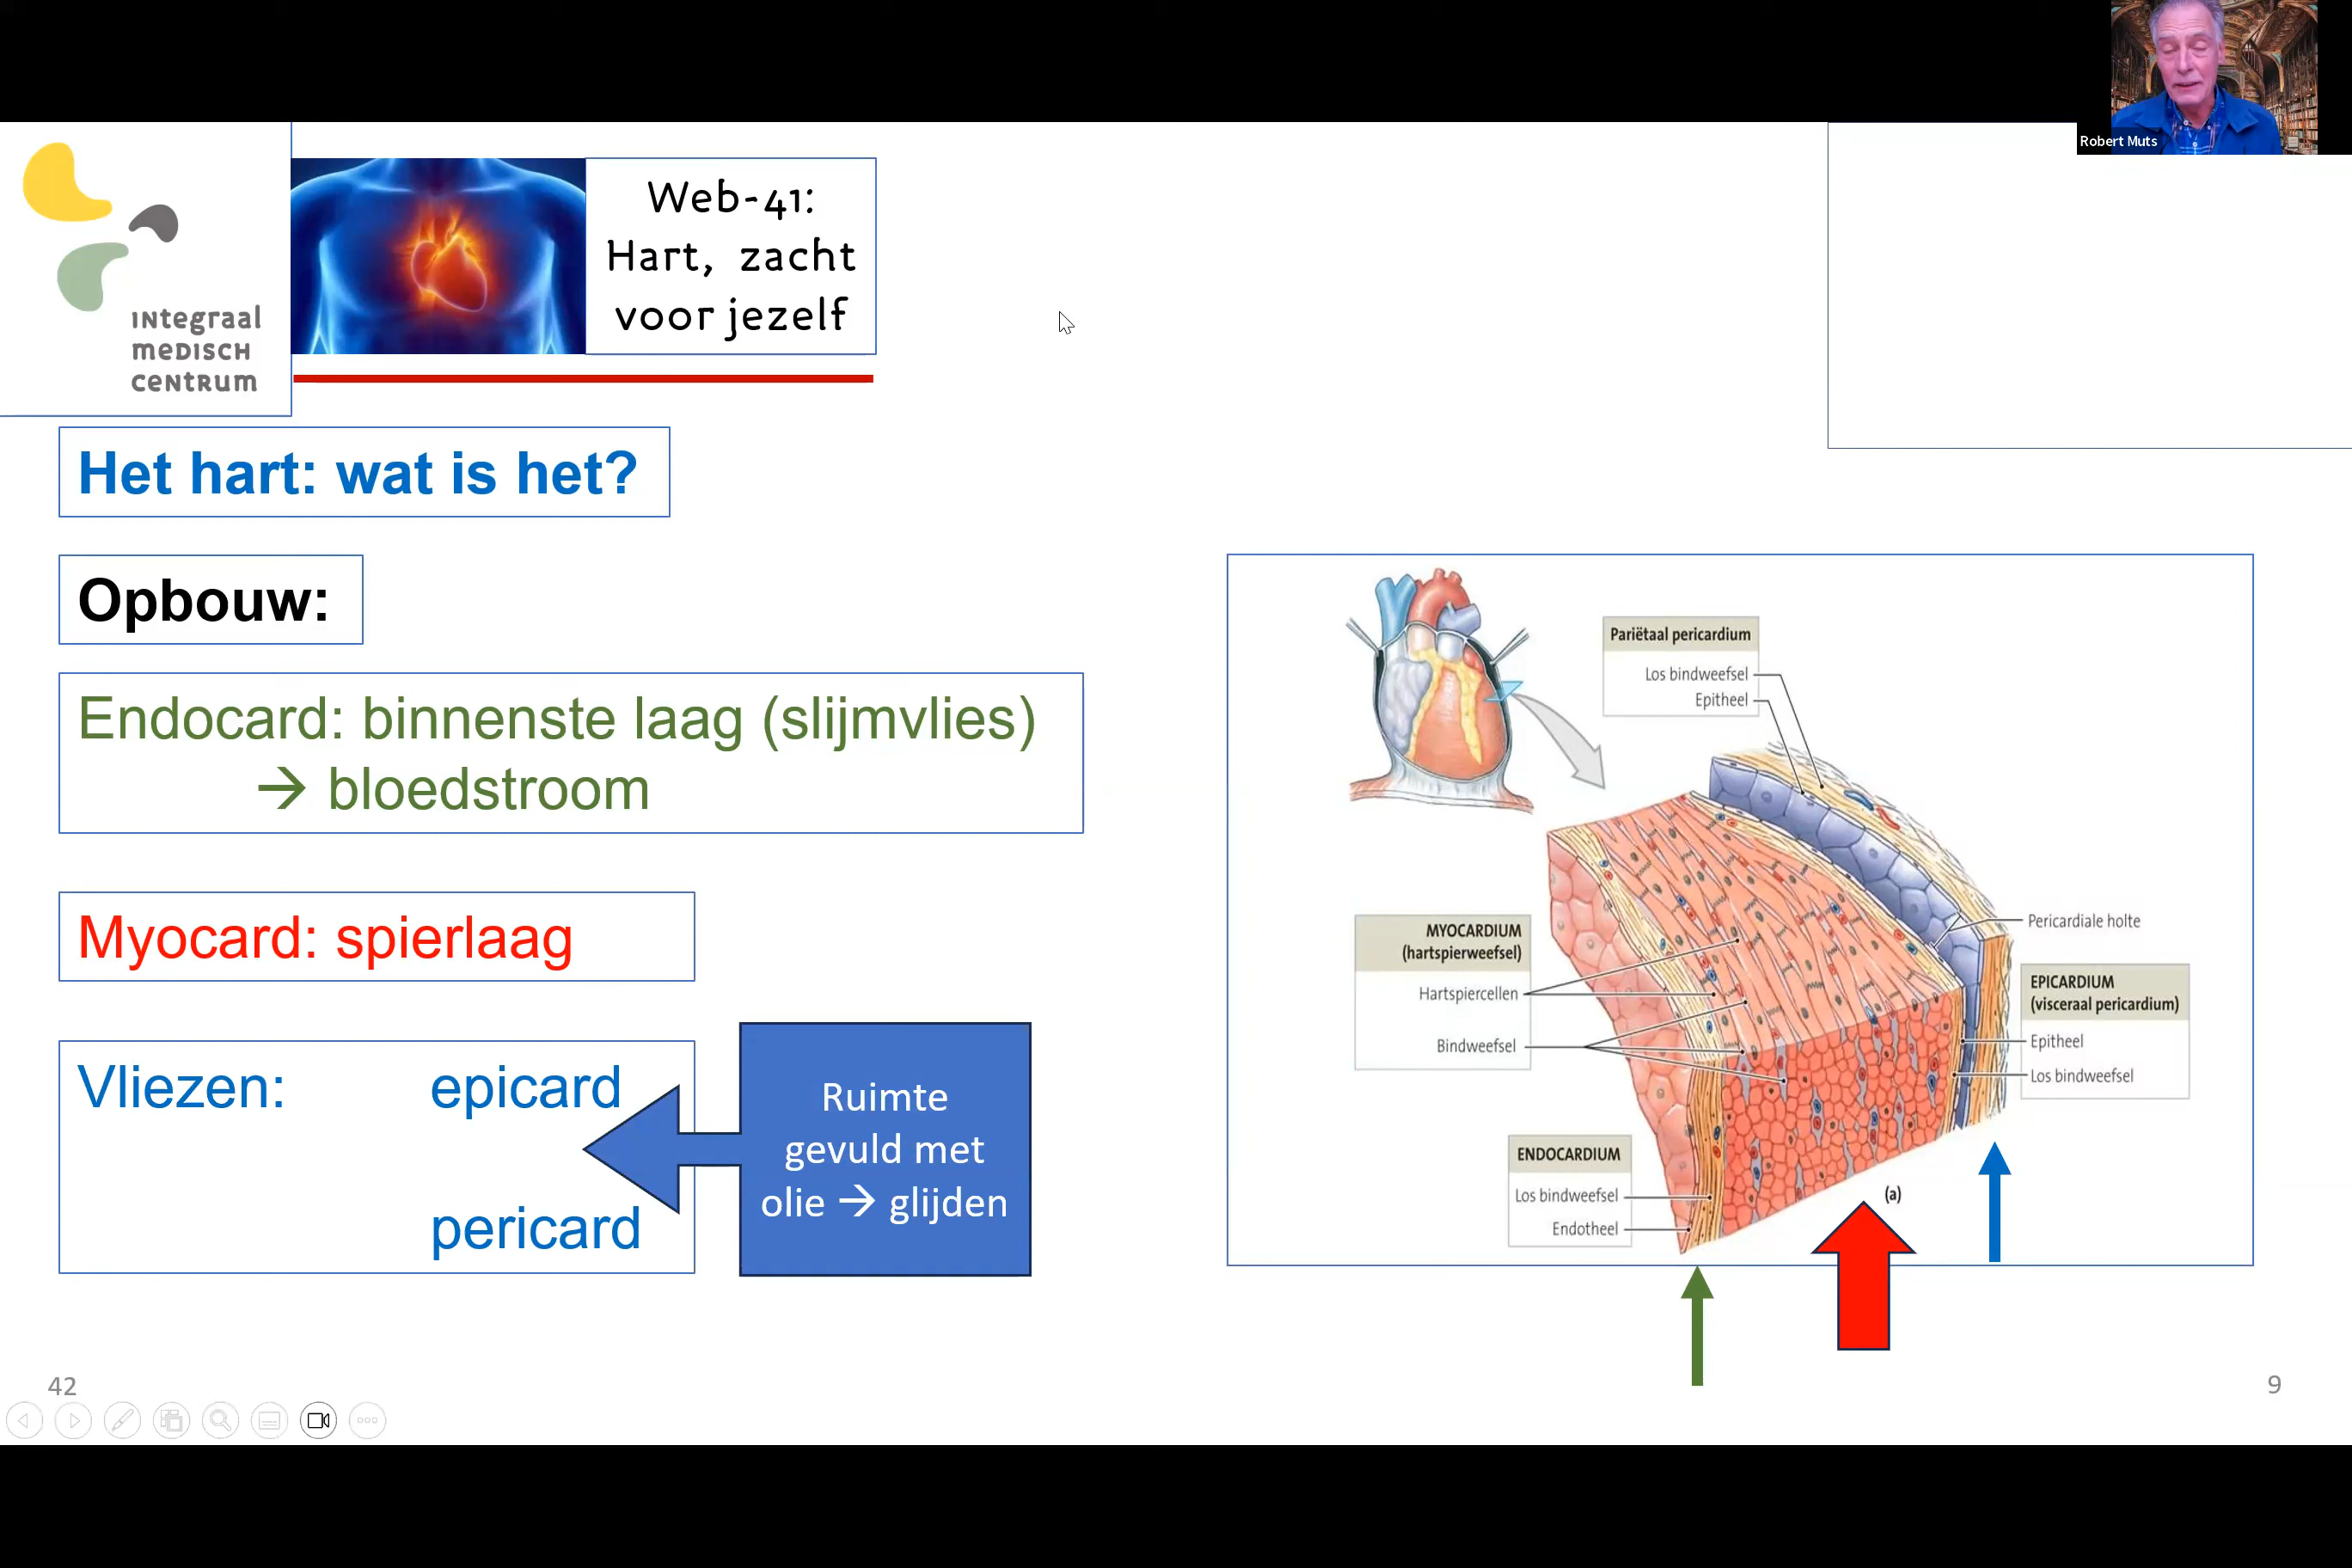 Robert Muts
INtegraal
meDISCH
CeNtRum
Web-41:
Hart, zacht
voor jezelf
Het hart: wat is het?
Opbouw:
Endocard: binnenste laag (slijmvlies)
→ bloedstroom
Myocard: spierlaag
Vliezen: epicard
pericard
Ruimte
gevuld met
olie → glijden
Pariëtaal pericardium
Los bindweefsel
Epitheel
MYOCARDIUM
(hartspierweefsel)
Hartspiercellen
Bindweefsel
Pericardiale holte
EPICARDIUM
(visceraal pericardium)
Epitheel
Los bindweefsel
ENDOCARDIUM
Los bindweefsel
Endotheel
(a)
42
9